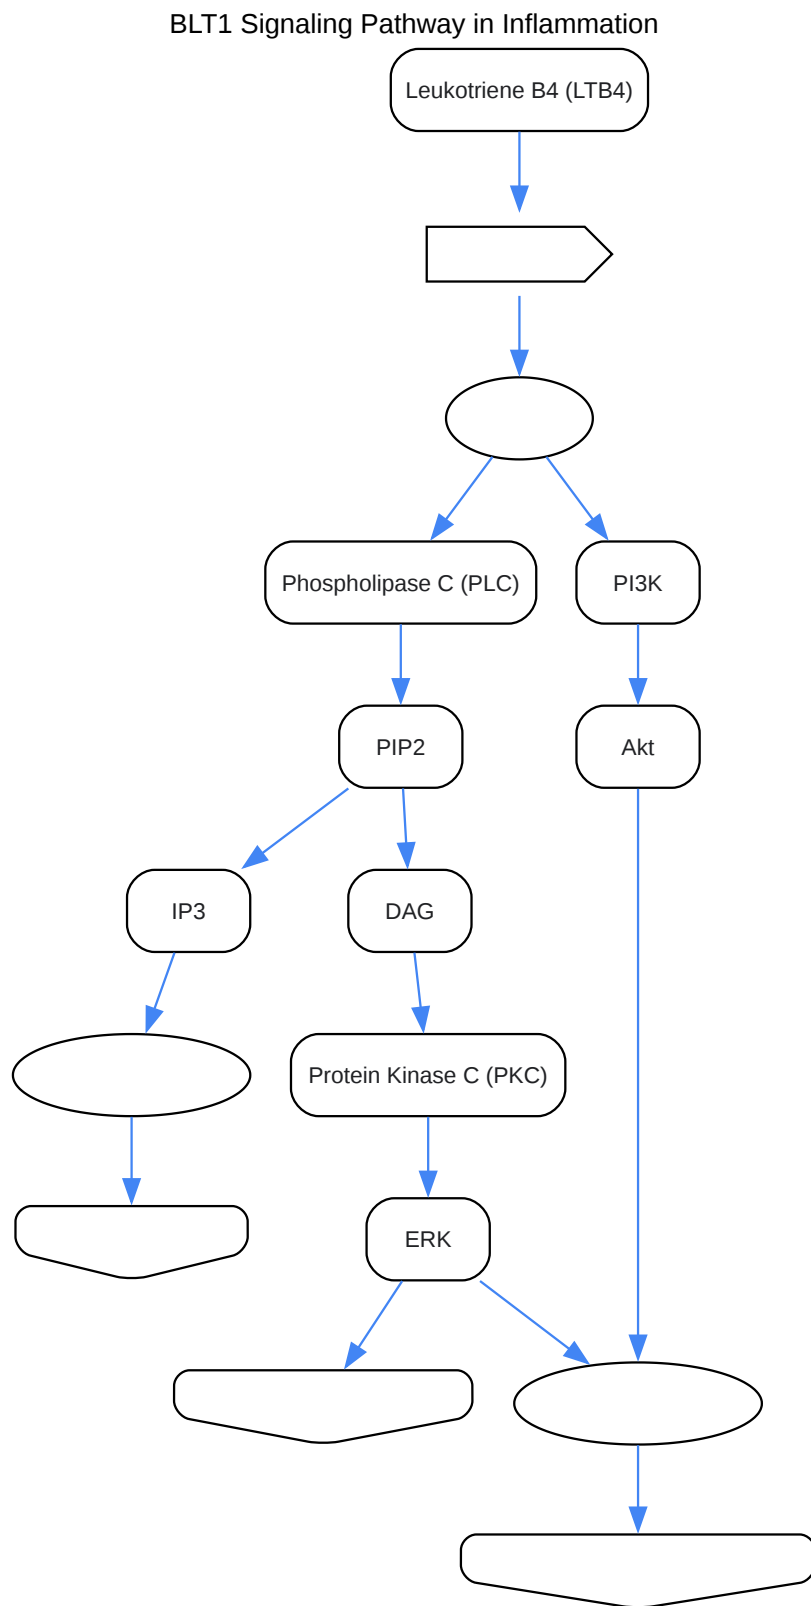 BLT1 Signaling Pathway in Inflammation
Leukotriene B4 (LTB4)
Phospholipase C (PLC)
PI3K
PIP2
Akt
IP3
DAG
Protein Kinase C (PKC)
ERK